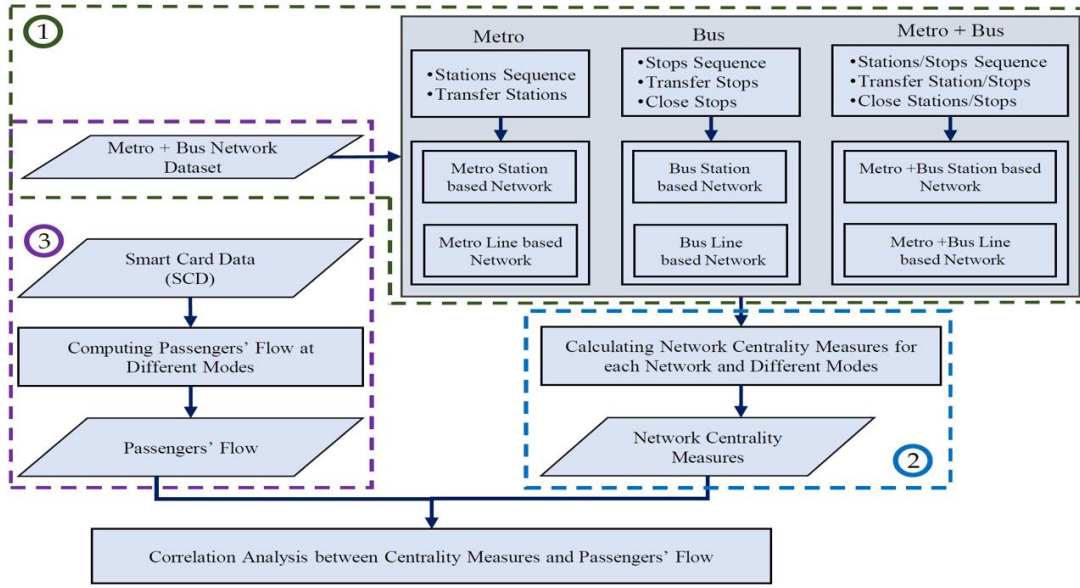 1
Metro
•Stations Sequence
•Transfer Stations
Metro Station
based Network
Metro Line based
Network
Bus
•Stops Sequence
•Transfer Stops
•Close Stops
Bus Station
based Network
Bus Line
based Network
Metro + Bus
•Stations/Stops Sequence
•Transfer Station/Stops
•Close Stations/Stops
Metro +Bus Station based
Network
Metro +Bus Line
based Network
Metro + Bus Network
Dataset
3
Smart Card Data
(SCD)
Computing Passengers’ Flow at
Different Modes
Passengers’ Flow
Calculating Network Centrality Measures for
each Network and Different Modes
Network Centrality
Measures
2
Correlation Analysis between Centrality Measures and Passengers’ Flow